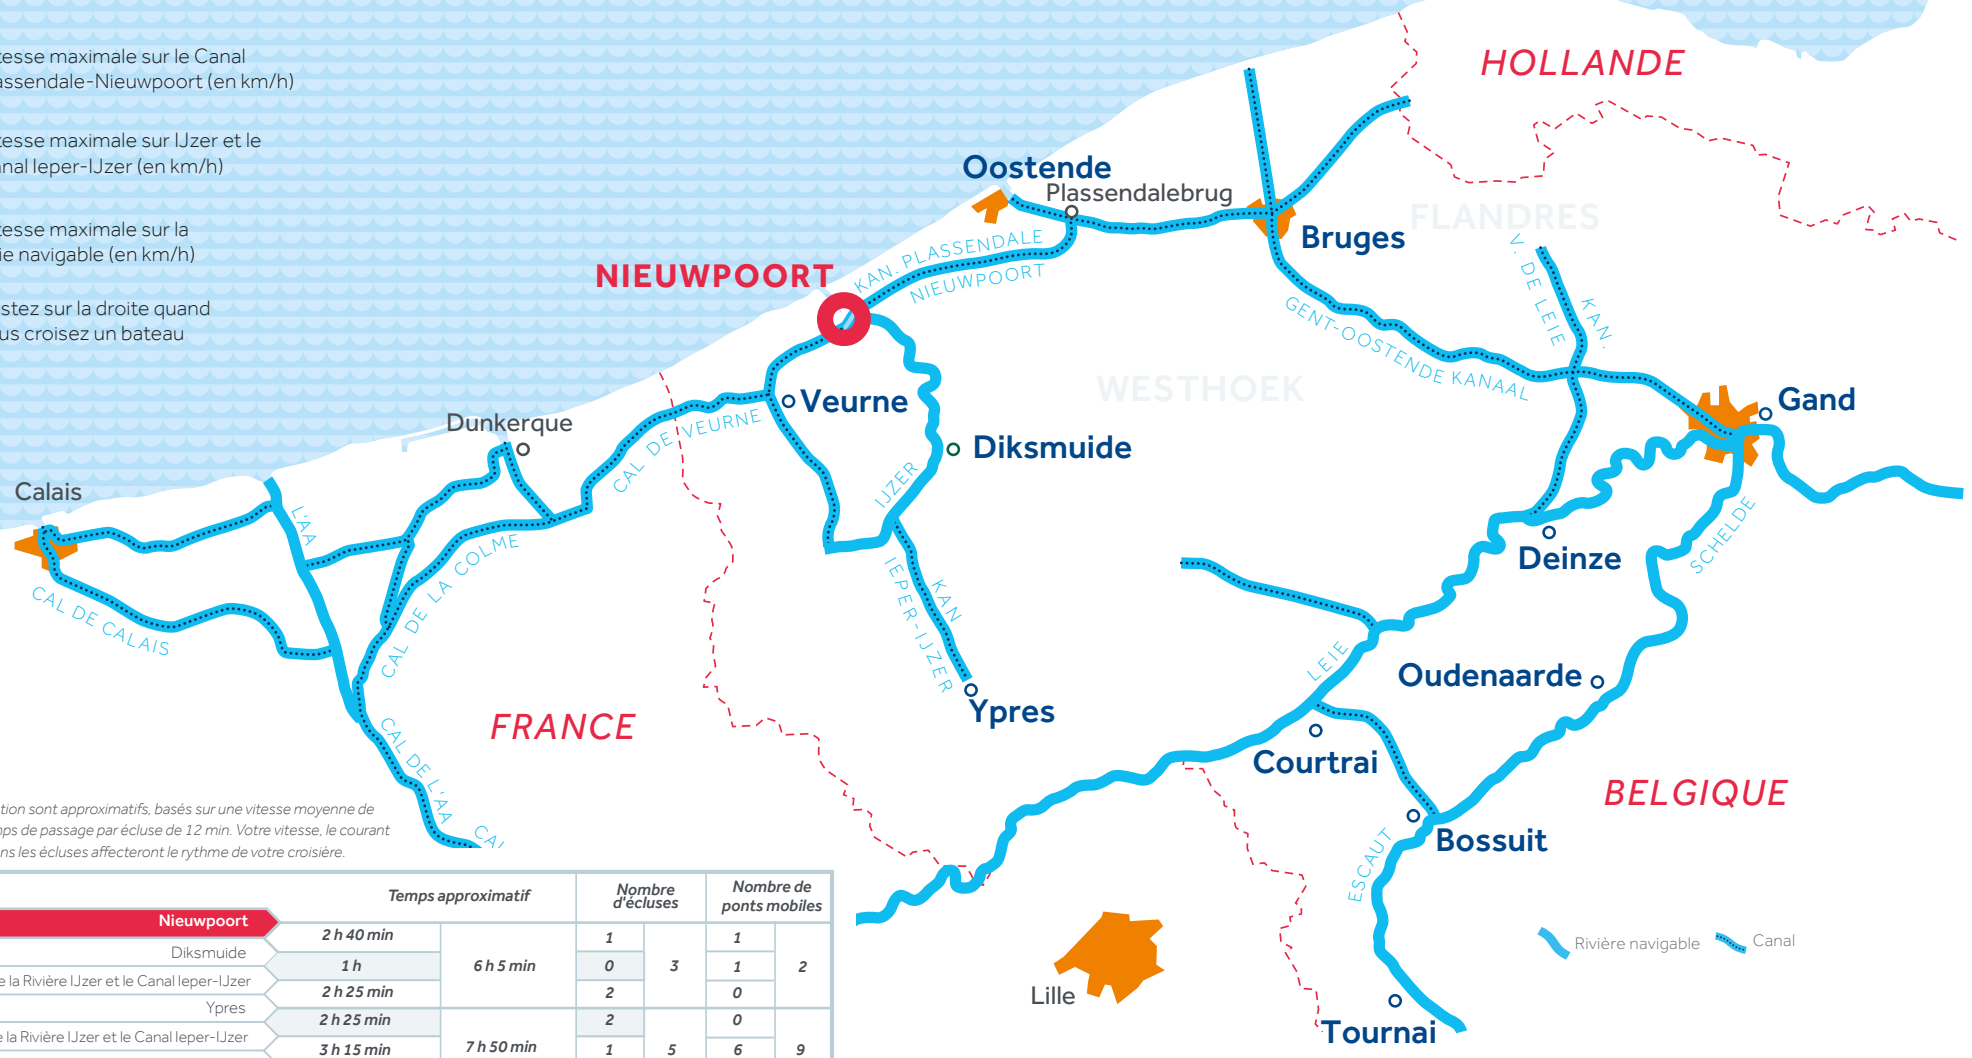 tesse maximale sur le Canal
assendale-Nieuwpoort (en km/h)
tesse maximale sur IJzer et le
anal Ieper-IJzer (en km/h)
tesse maximale sur la
ie navigable (en km/h)
stez sur la droite quand
us croisez un bateau
HOLLANDE
Oostende
Plassendalebrug
FLANDRES
Bruges
NIEUWPOORT
KAN. PLASSENDALE
NIEUWPOORT
V. DE LEIE
KAN.
GENT-OOSTENDE KANAAL
WESTHOEK
Veurne
Gand
Dunkerque
CAL DE VEURNE
Diksmuide
IJZER
Calais
L'AA
SCHELDE
CAL DE LA COLME
Deinze
CAL DE CALAIS
KAN
IEPER-IJZER
LEIE
Oudenaarde
Ypres
FRANCE
CAL DE L'AA
CAL
Courtrai
BELGIQUE
Bossuit
ESCAUT
Rivière navigable
Canal
Lille
Tournai
tion sont approximatifs, basés sur une vitesse moyenne de
ps de passage par écluse de 12 min. Votre vitesse, le courant
ns les écluses affecteront le rythme de votre croisière.
Temps approximatif
Nombre d'écluses
Nombre de ponts mobiles
Nieuwpoort
2 h 40 min 1 1
Diksmuide
1 h 6 h 5 min 0 3 1 2
e la Rivière IJzer et le Canal Ieper-IJzer
2 h 25 min 2 0
Ypres
2 h 25 min 2 0
e la Rivière IJzer et le Canal Ieper-IJzer
3 h 15 min 7 h 50 min 1 5 6 9